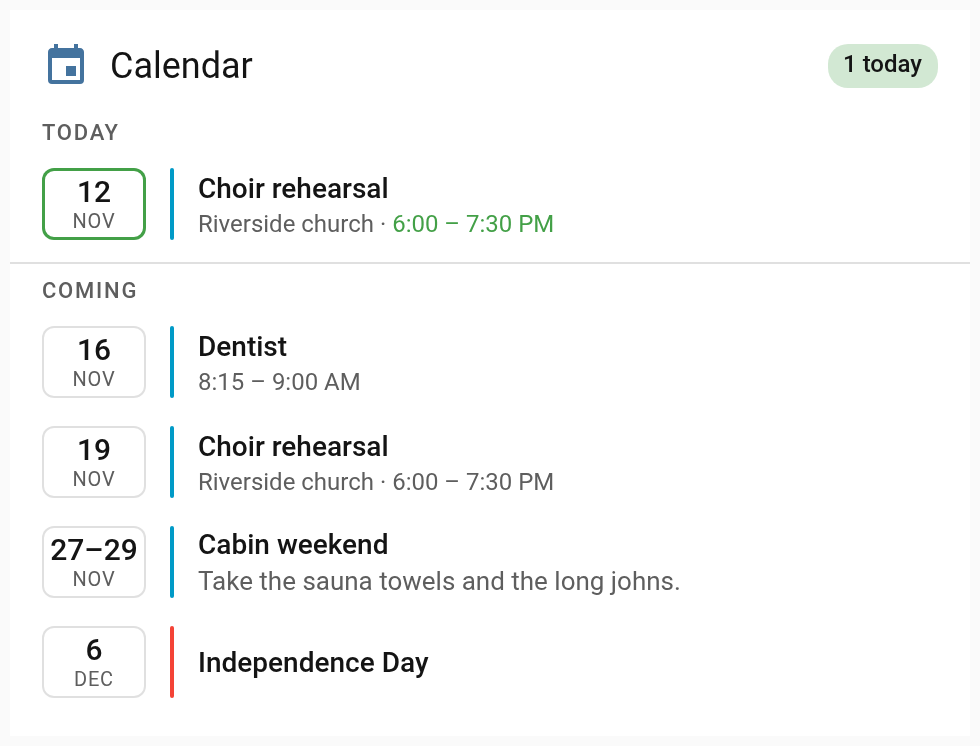 Calendar
1 today
TODAY
12
NOV
Choir rehearsal
Riverside church · 6:00 – 7:30 PM
COMING
16
NOV
Dentist
8:15 – 9:00 AM
19
NOV
Choir rehearsal
Riverside church · 6:00 – 7:30 PM
27–29
NOV
Cabin weekend
Take the sauna towels and the long johns.
6
DEC
Independence Day